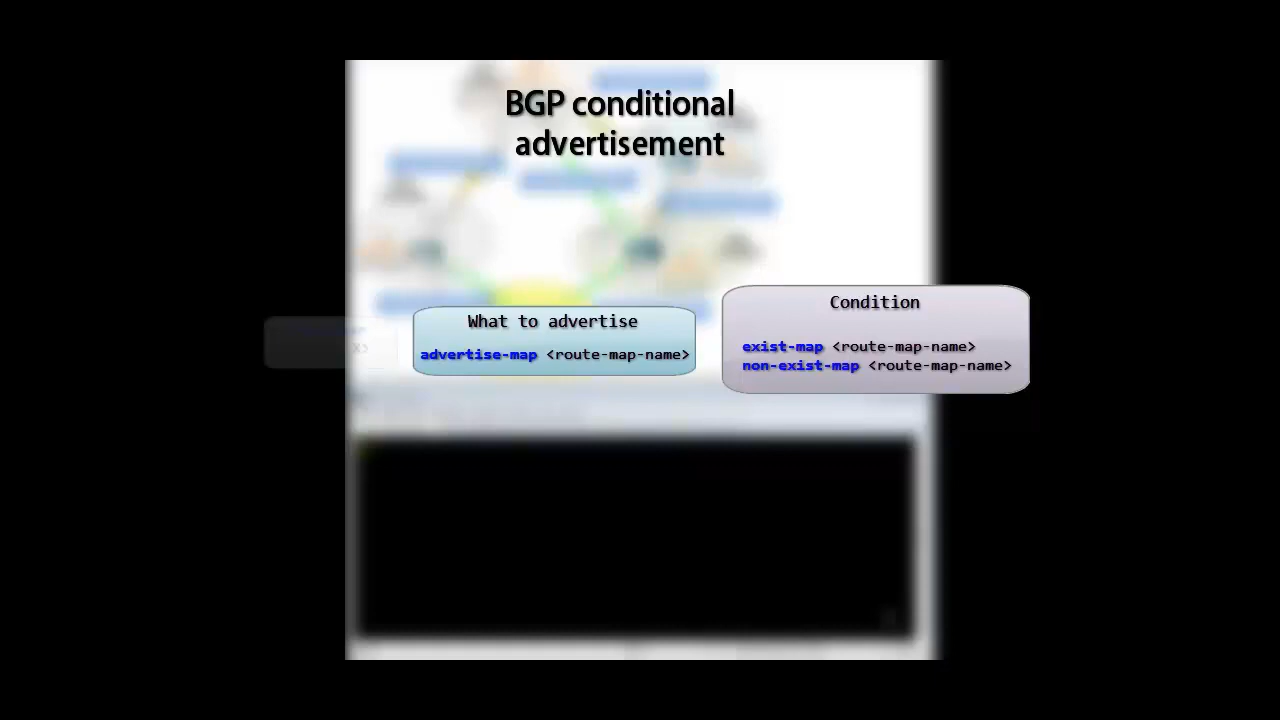 BGP conditional
advertisement
What to advertise
advertise-map <route-map-name>
Condition
exist-map <route-map-name>
non-exist-map <route-map-name>